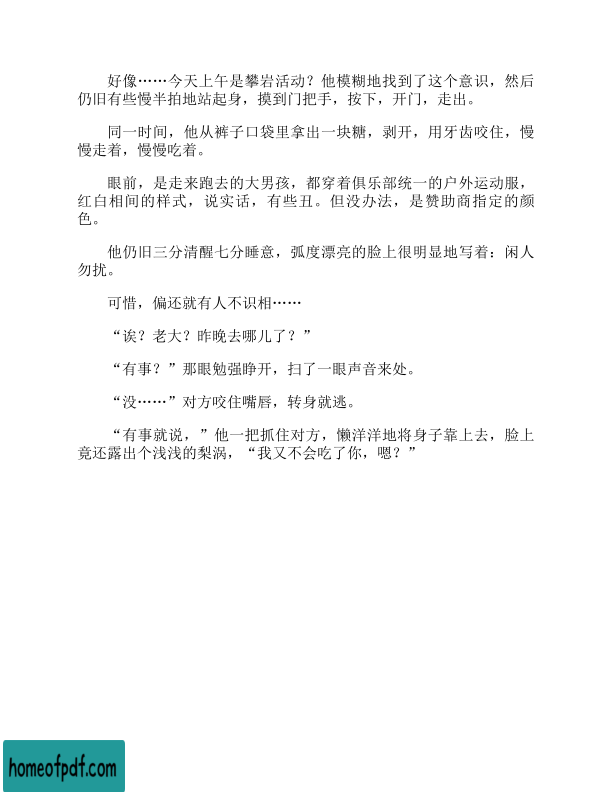 好像……今天上午是攀岩活动？他模糊地找到了这个意识，然后
仍旧有些慢半拍地站起身，摸到门把手，按下，开门，走出。
同一时间，他从裤子口袋里拿出一块糖，剥开，用牙齿咬住，慢
慢走着，慢慢吃着。
眼前，是走来跑去的大男孩，都穿着俱乐部统一的户外运动服，
红白相间的样式，说实话，有些丑。但没办法，是赞助商指定的颜
色。
他仍旧三分清醒七分睡意，弧度漂亮的脸上很明显地写着：闲人
勿扰。
可惜，偏还就有人不识相……
“诶？老大？昨晚去哪儿了？”
“有事？”那眼勉强睁开，扫了一眼声音来处。
“没……”对方咬住嘴唇，转身就逃。
“有事就说，”他一把抓住对方，懒洋洋地将身子靠上去，脸上
竟还露出个浅浅的梨涡，“我又不会吃了你，嗯？”
homeofpdf.com